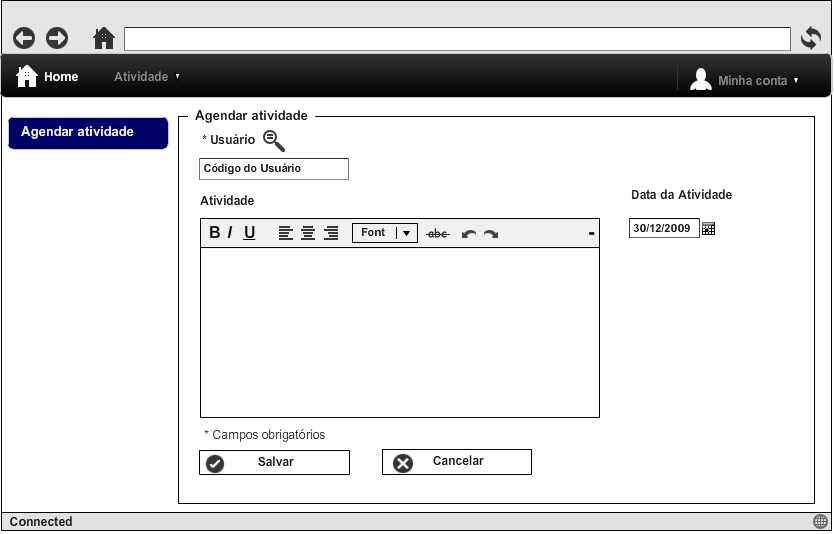 Home
Atividade
Minha conta
Agendar atividade
Agendar atividade
* Usuário
Código do Usuário
Atividade
Data da Atividade
B I U
Font
abc
30/12/2009
* Campos obrigatórios
Salvar
Cancelar
Connected